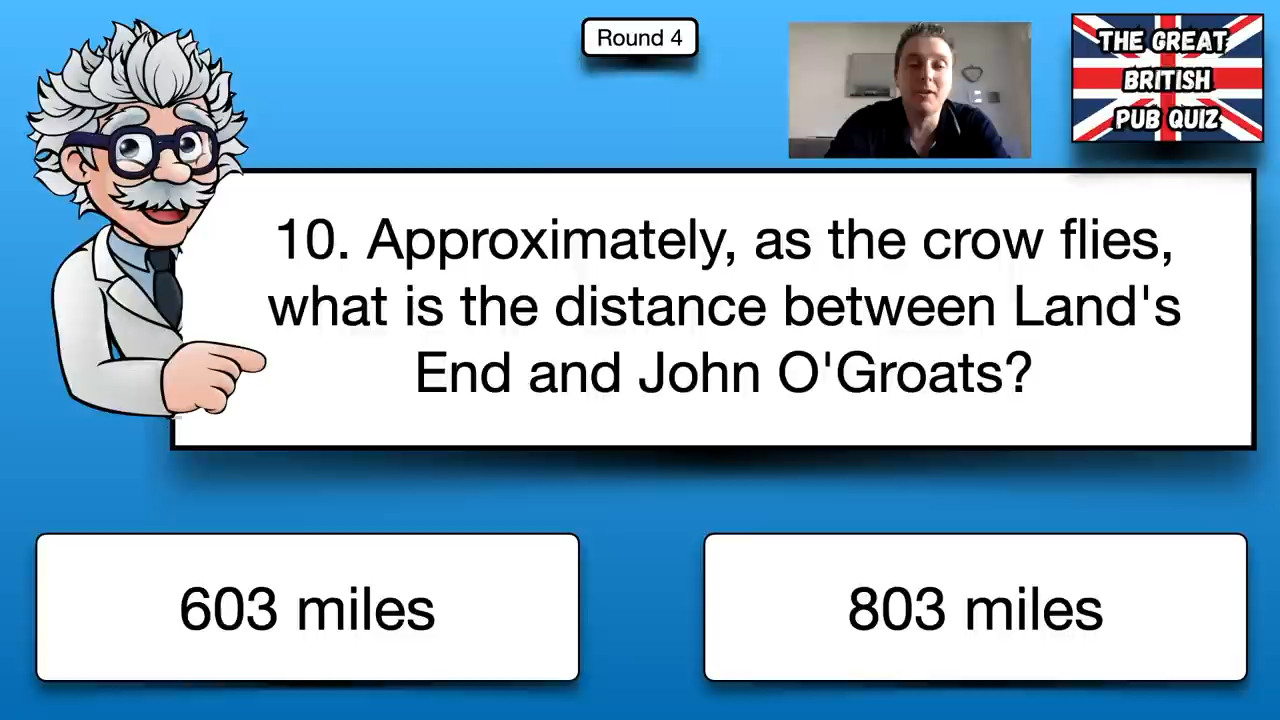 Round 4
THE GREAT
BRITISH
PUB QUIZ
10. Approximately, as the crow flies,
what is the distance between Land's
End and John O'Groats?
603 miles
803 miles